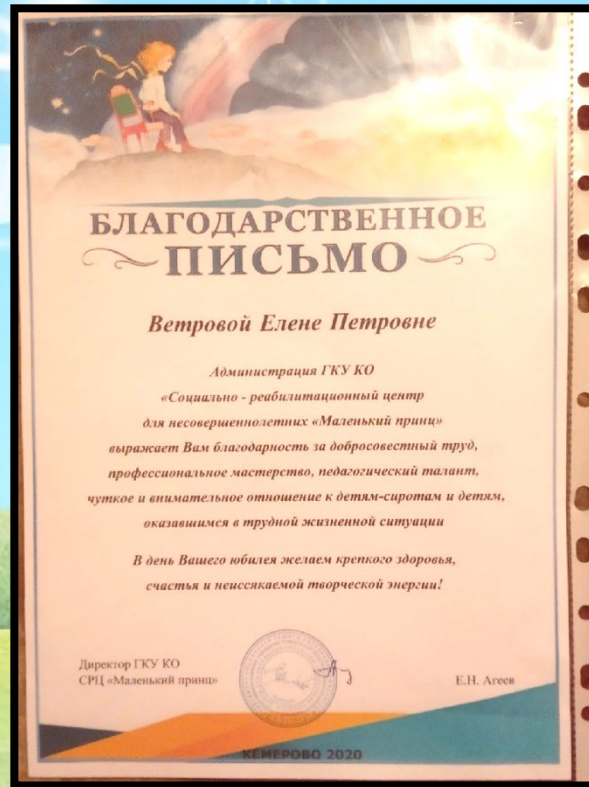 БЛАГОДАРСТВЕННОЕ
ПИСЬМО
Ветровой Елене Петровне
Администрация ГКУ КО
«Социально - реабилитационный центр
для несовершеннолетних «Маленький принц»
выражает Вам благодарность за добросовестный труд,
профессиональное мастерство, педагогический талант,
чуткое и внимательное отношение к детям-сиротам и детям,
оказавшимся в трудной жизненной ситуации
В день Вашего юбилея желаем крепкого здоровья,
счастья и неиссякаемой творческой энергии!
Директор ГКУ КО
СРЦ «Маленький принц»
Е.Н. Агеев
КЕМЕРОВО 2020